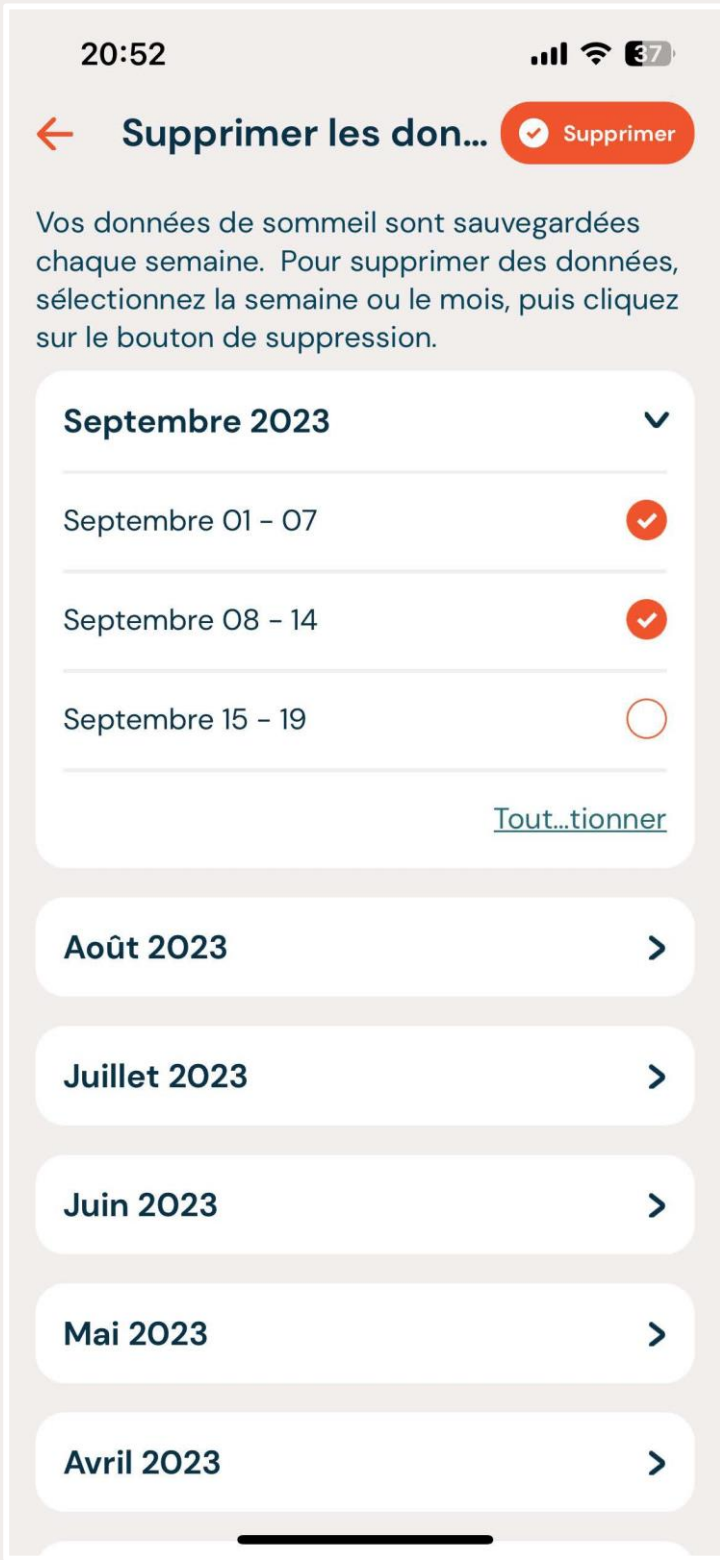 20:52
37
Supprimer les don...
Supprimer
Vos données de sommeil sont sauvegardées
chaque semaine.  Pour supprimer des données,
sélectionnez la semaine ou le mois, puis cliquez
sur le bouton de suppression.
Septembre 2023
Septembre 01 - 07
Septembre 08 - 14
Septembre 15 - 19
Tout...tionner
Août 2023
Juillet 2023
Juin 2023
Mai 2023
Avril 2023